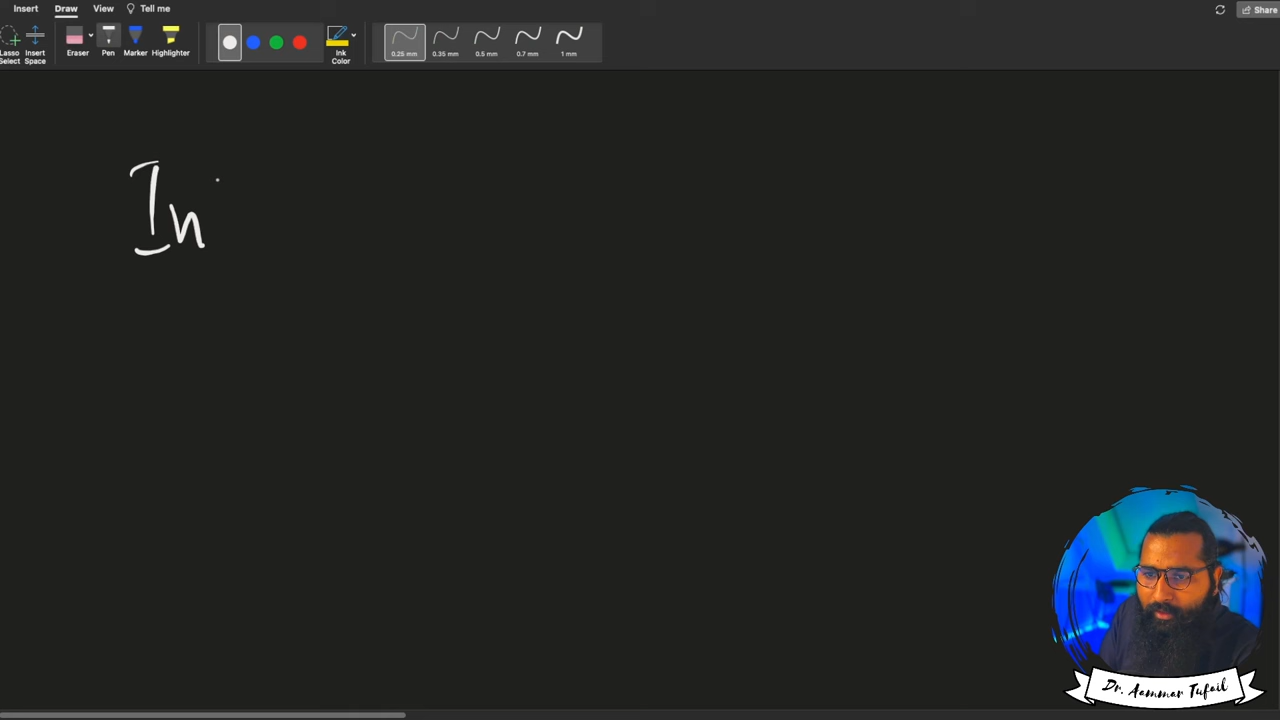 Insert Draw View Tell me Share
Lasso Select Insert Space Eraser Pen Marker Highlighter Ink Color 0.25 mm 0.35 mm 0.5 mm 0.7 mm 1 mm
In
Dr. Aammar Tufail